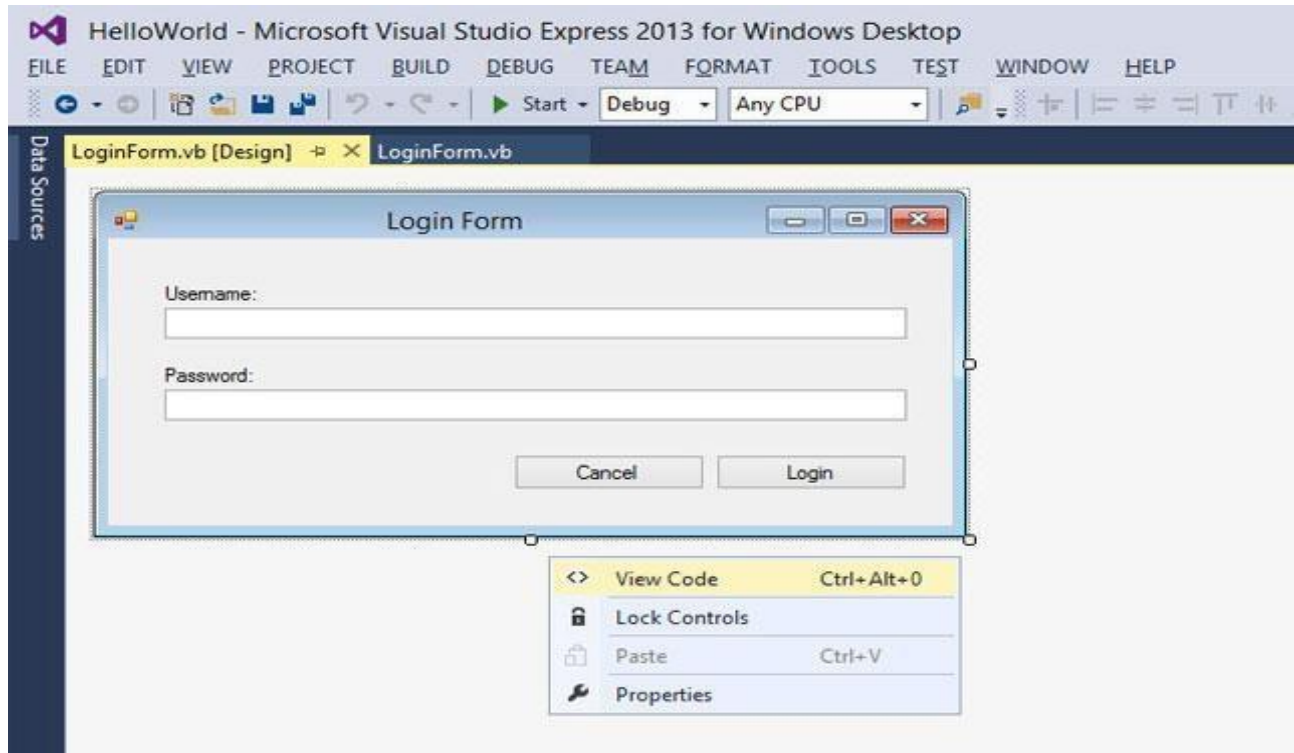 HelloWorld - Microsoft Visual Studio Express 2013 for Windows Desktop
FILE EDIT VIEW PROJECT BUILD DEBUG TEAM FORMAT TOOLS TEST WINDOW HELP
Start Debug Any CPU
Data Sources
LoginForm.vb [Design] LoginForm.vb
Login Form
Username:
Password:
Cancel Login
View Code Ctrl+Alt+0
Lock Controls
Paste Ctrl+V
Properties